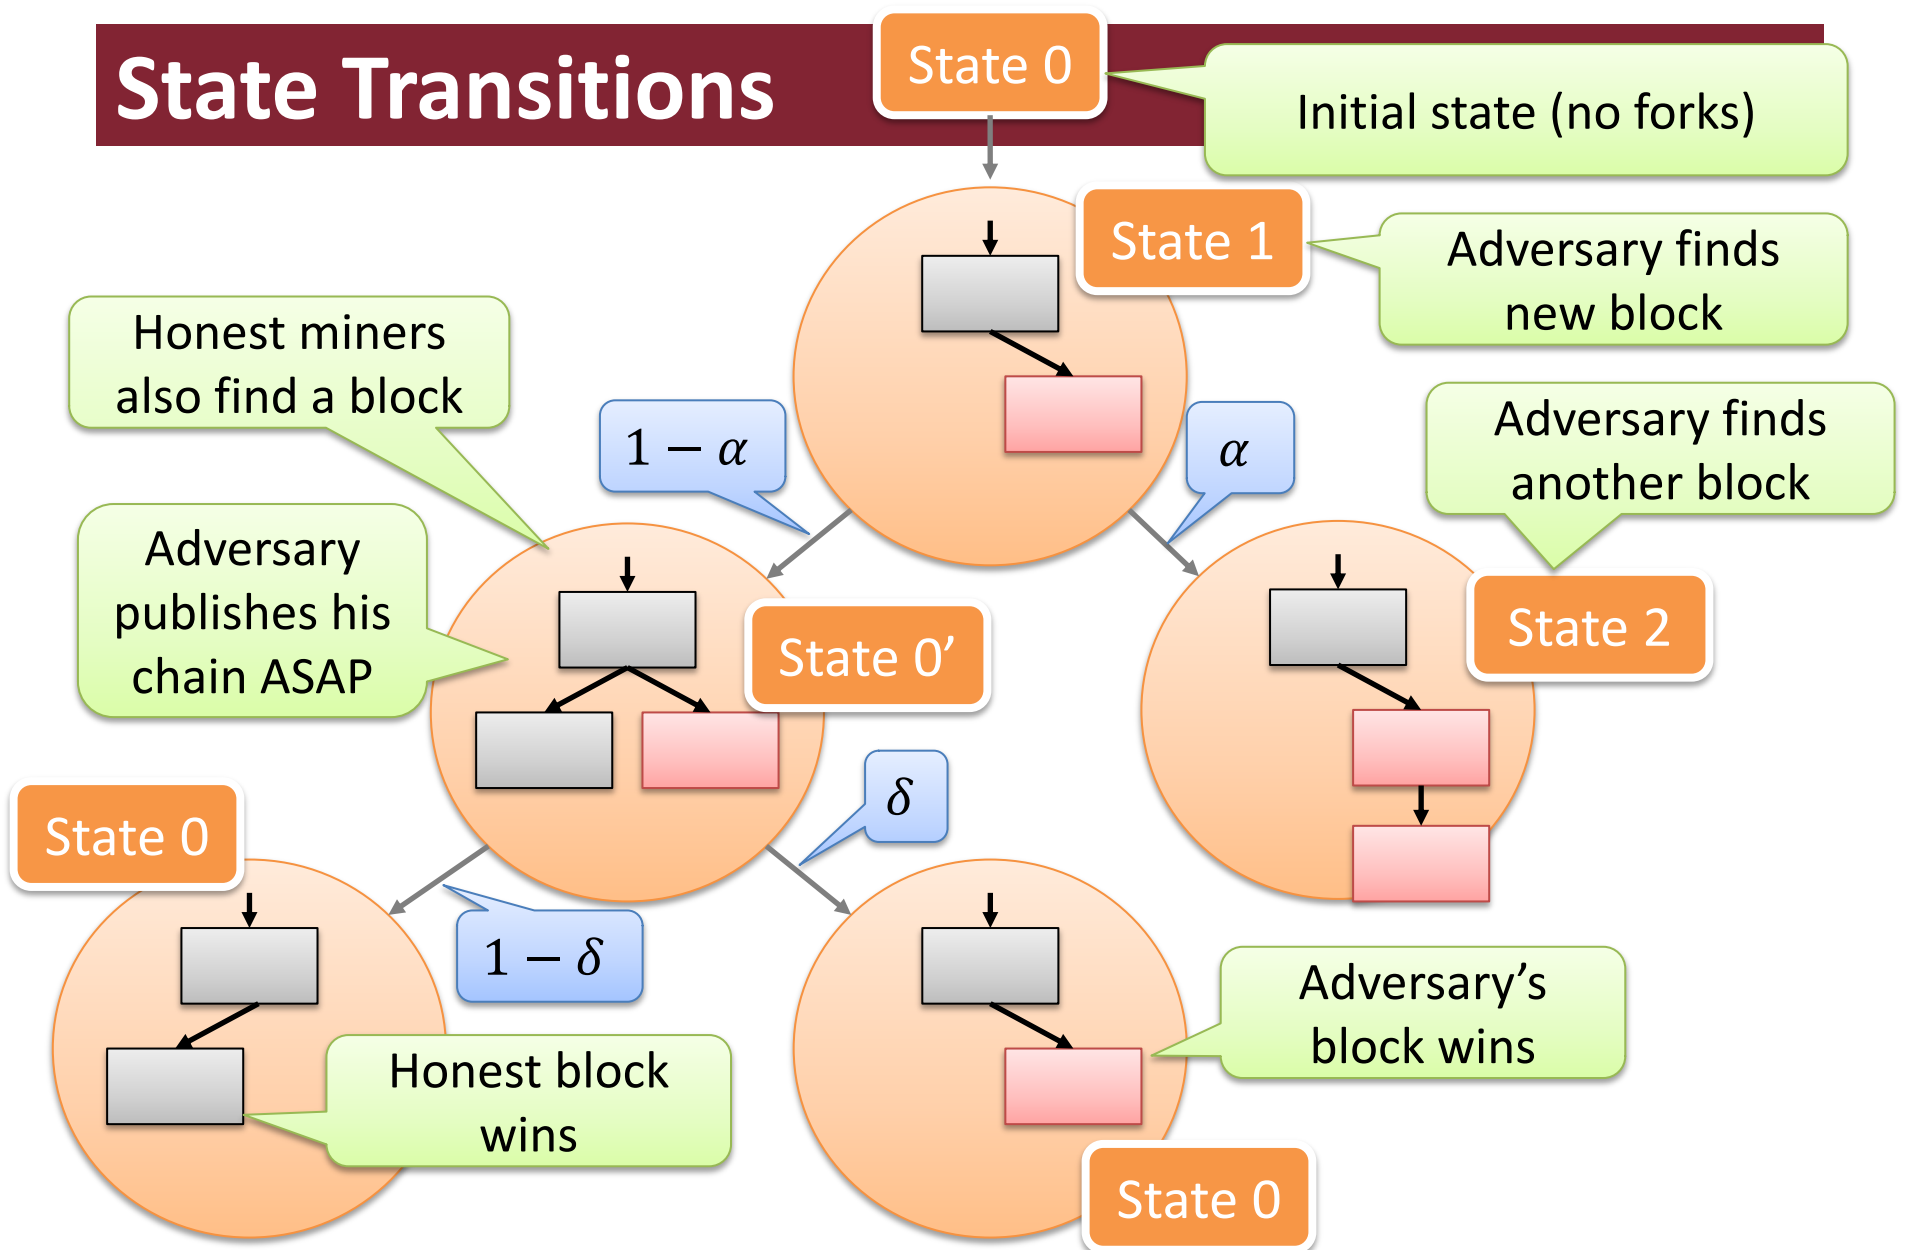 State Transitions
State 0
Initial state (no forks)
State 1
Adversary finds
new block
Honest miners
also find a block
1 − α
α
Adversary finds
another block
Adversary
publishes his
chain ASAP
State 0’
State 2
State 0
δ
1 − δ
Honest block
wins
Adversary’s
block wins
State 0